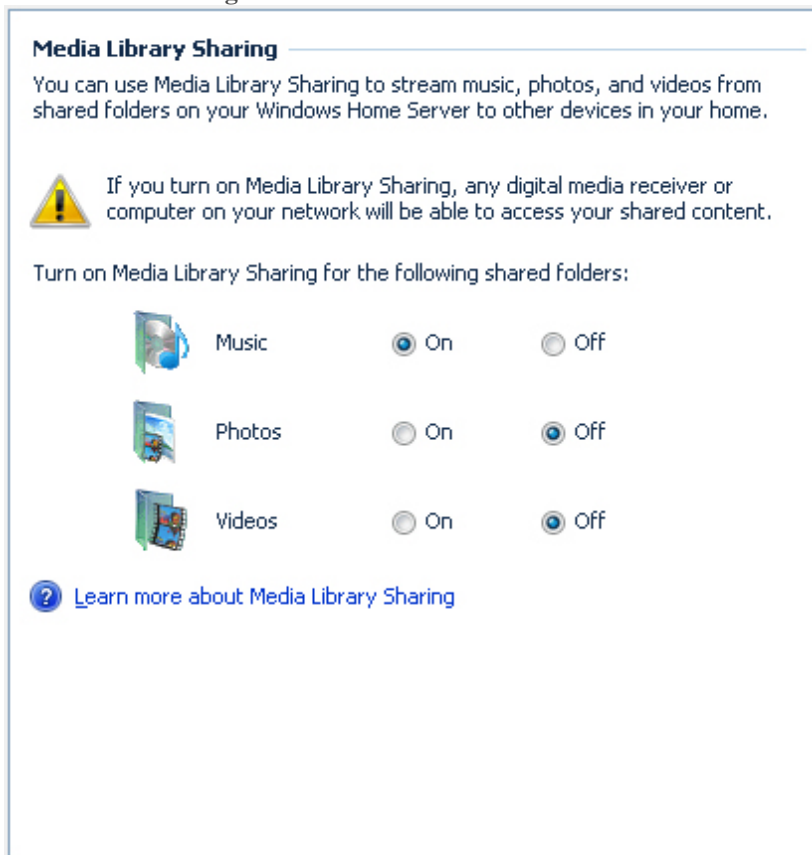 Media Library Sharing
You can use Media Library Sharing to stream music, photos, and videos from
shared folders on your Windows Home Server to other devices in your home.
If you turn on Media Library Sharing, any digital media receiver or
computer on your network will be able to access your shared content.
Turn on Media Library Sharing for the following shared folders:
Music On Off
Photos On Off
Videos On Off
Learn more about Media Library Sharing